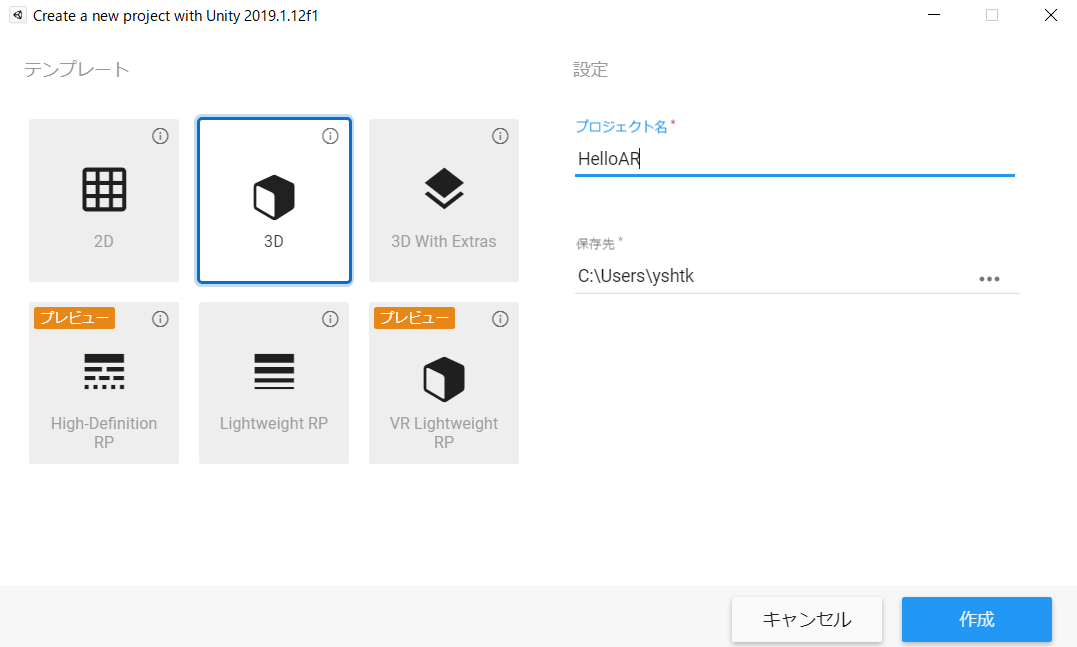 Create a new project with Unity 2019.1.12f1
テンプレート
2D
3D
3D With Extras
プレビュー
High-Definition
RP
Lightweight RP
プレビュー
VR Lightweight
RP
設定
プロジェクト名*
HelloAR
保存先*
C:\Users\yshtk
キャンセル
作成